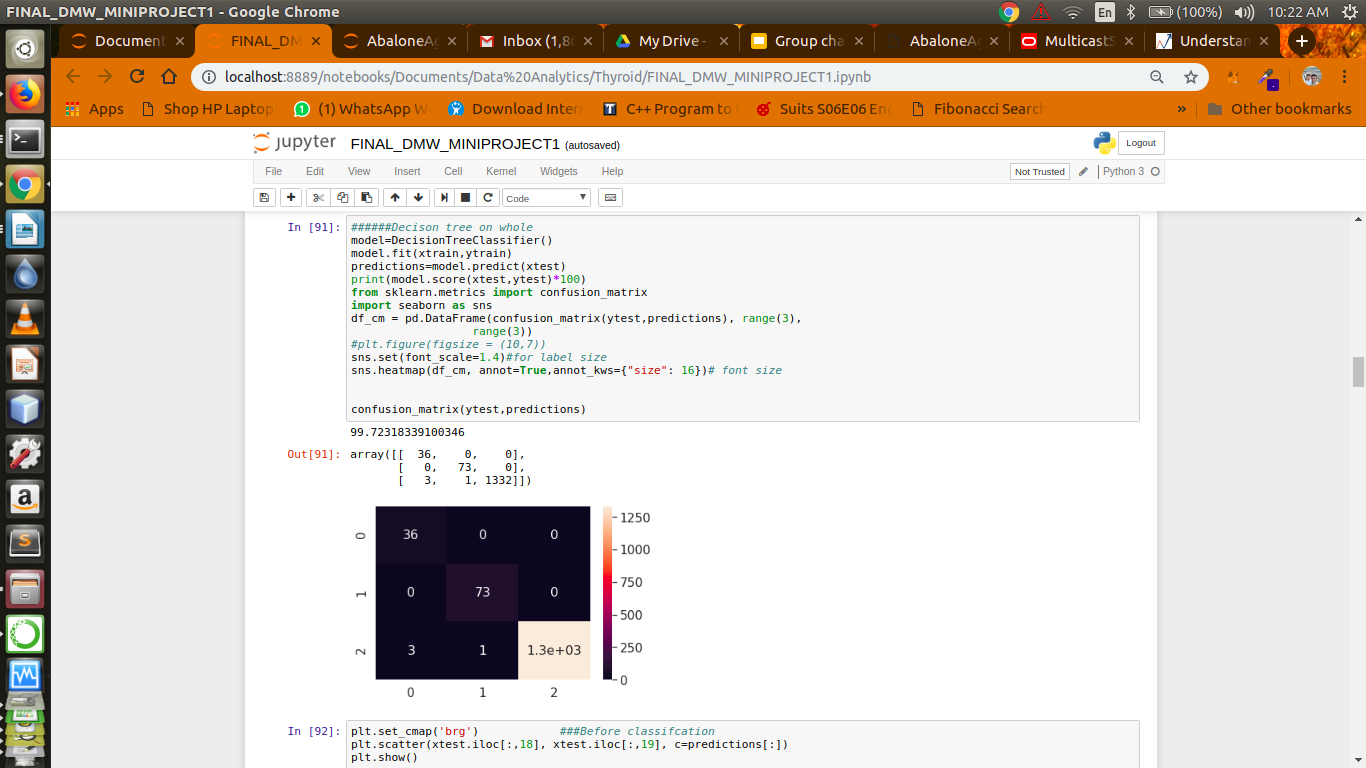 FINAL_DMW_MINIPROJECT1 - Google Chrome
En (100%) 10:22 AM
Document × FINAL_DM × AbaloneAg × Inbox (1,86 × My Drive - × Group cha × AbaloneAg × MulticastS × Understan × +
localhost:8889/notebooks/Documents/Data%20Analytics/Thyroid/FINAL_DMW_MINIPROJECT1.ipynb
Apps Shop HP Laptop (1) WhatsApp W Download Inter C++ Program to Suits S06E06 Eng Fibonacci Search » Other bookmarks
jupyter FINAL_DMW_MINIPROJECT1 (autosaved) Logout
File Edit View Insert Cell Kernel Widgets Help Not Trusted Python 3
Code
In [91]: ######Decison tree on whole
model=DecisionTreeClassifier()
model.fit(xtrain,ytrain)
predictions=model.predict(xtest)
print(model.score(xtest,ytest)*100)
from sklearn.metrics import confusion_matrix
import seaborn as sns
df_cm = pd.DataFrame(confusion_matrix(ytest,predictions), range(3),
range(3))
#plt.figure(figsize = (10,7))
sns.set(font_scale=1.4)#for label size
sns.heatmap(df_cm, annot=True,annot_kws={"size": 16})# font size
confusion_matrix(ytest,predictions)
99.72318339100346
Out[91]: array([[ 36, 0, 0],
[ 0, 73, 0],
[ 3, 1, 1332]])
0 36 0 0
1 0 73 0
2 3 1 1.3e+03
0 1 2
1250
1000
750
500
250
0
In [92]: plt.set_cmap('brg') ###Before classifcation
plt.scatter(xtest.iloc[:,18], xtest.iloc[:,19], c=predictions[:])
plt.show()